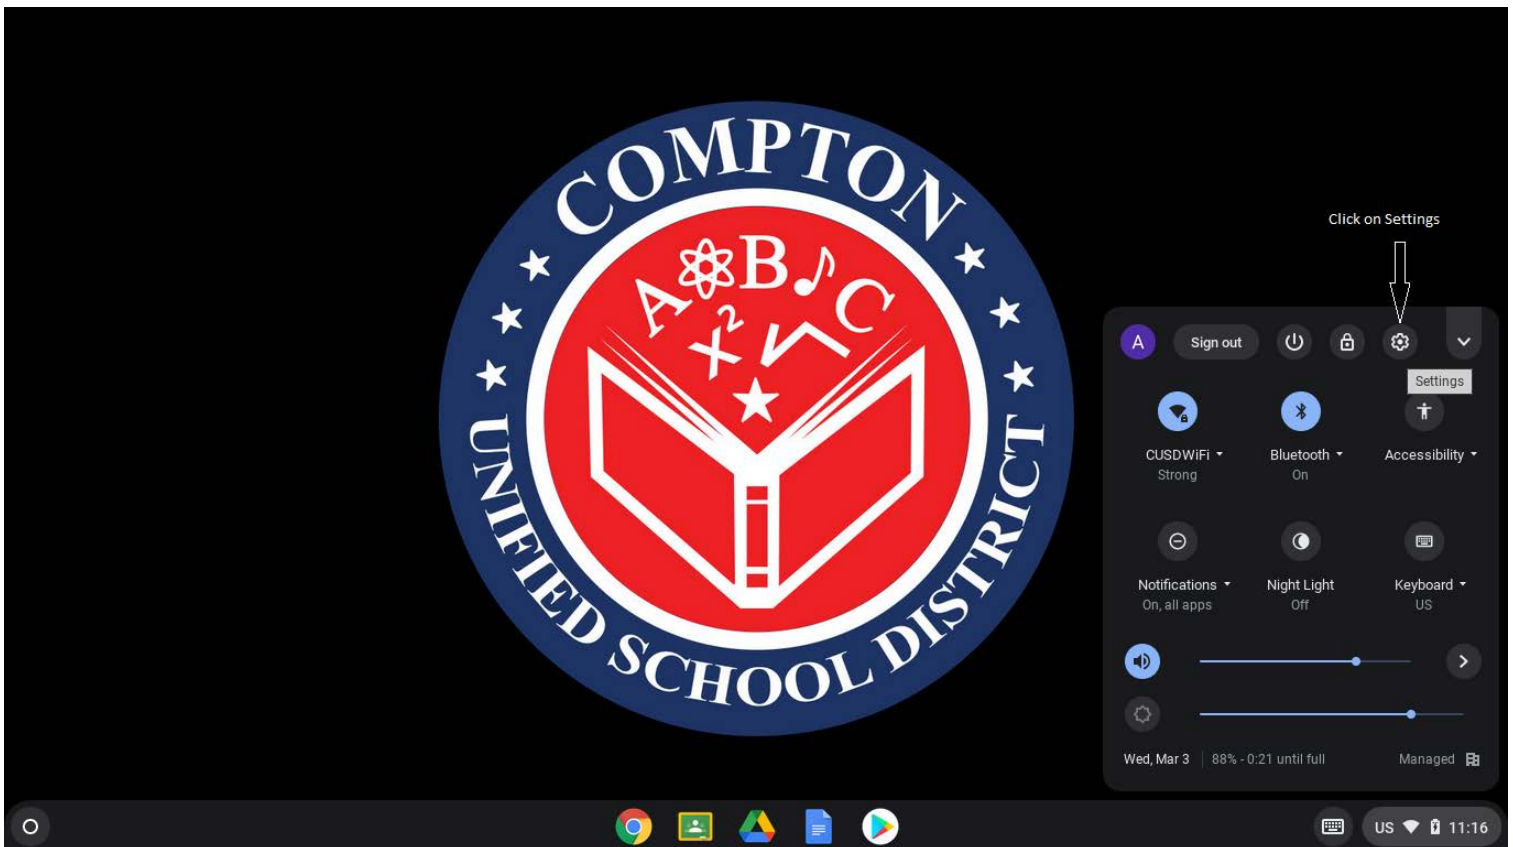 COMPTON
UNIFIED SCHOOL DISTRICT
A B C
X²
Click on Settings
A Sign out
Settings
CUSDWiFi Bluetooth Accessibility
Strong On
Notifications Night Light Keyboard
On, all apps Off US
Wed, Mar 3 88% - 0:21 until full Managed
US 11:16